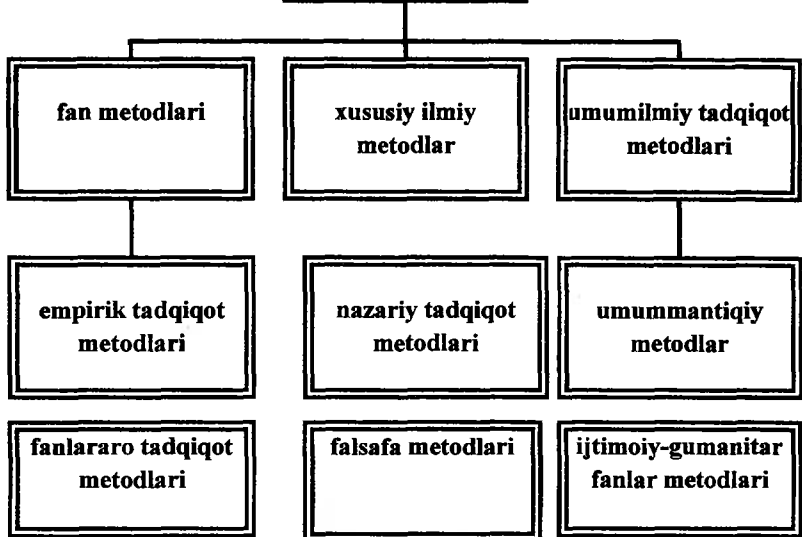 fan metodlari
xususiy ilmiy
metodlar
umumilmiy tadqiqot
metodlari
empirik tadqiqot
metodlari
nazariy tadqiqot
metodlari
umummantiqiy
metodlar
fanlararo tadqiqot
metodlari
falsafa metodlari
ijtimoiy-gumanitar
fanlar metodlari